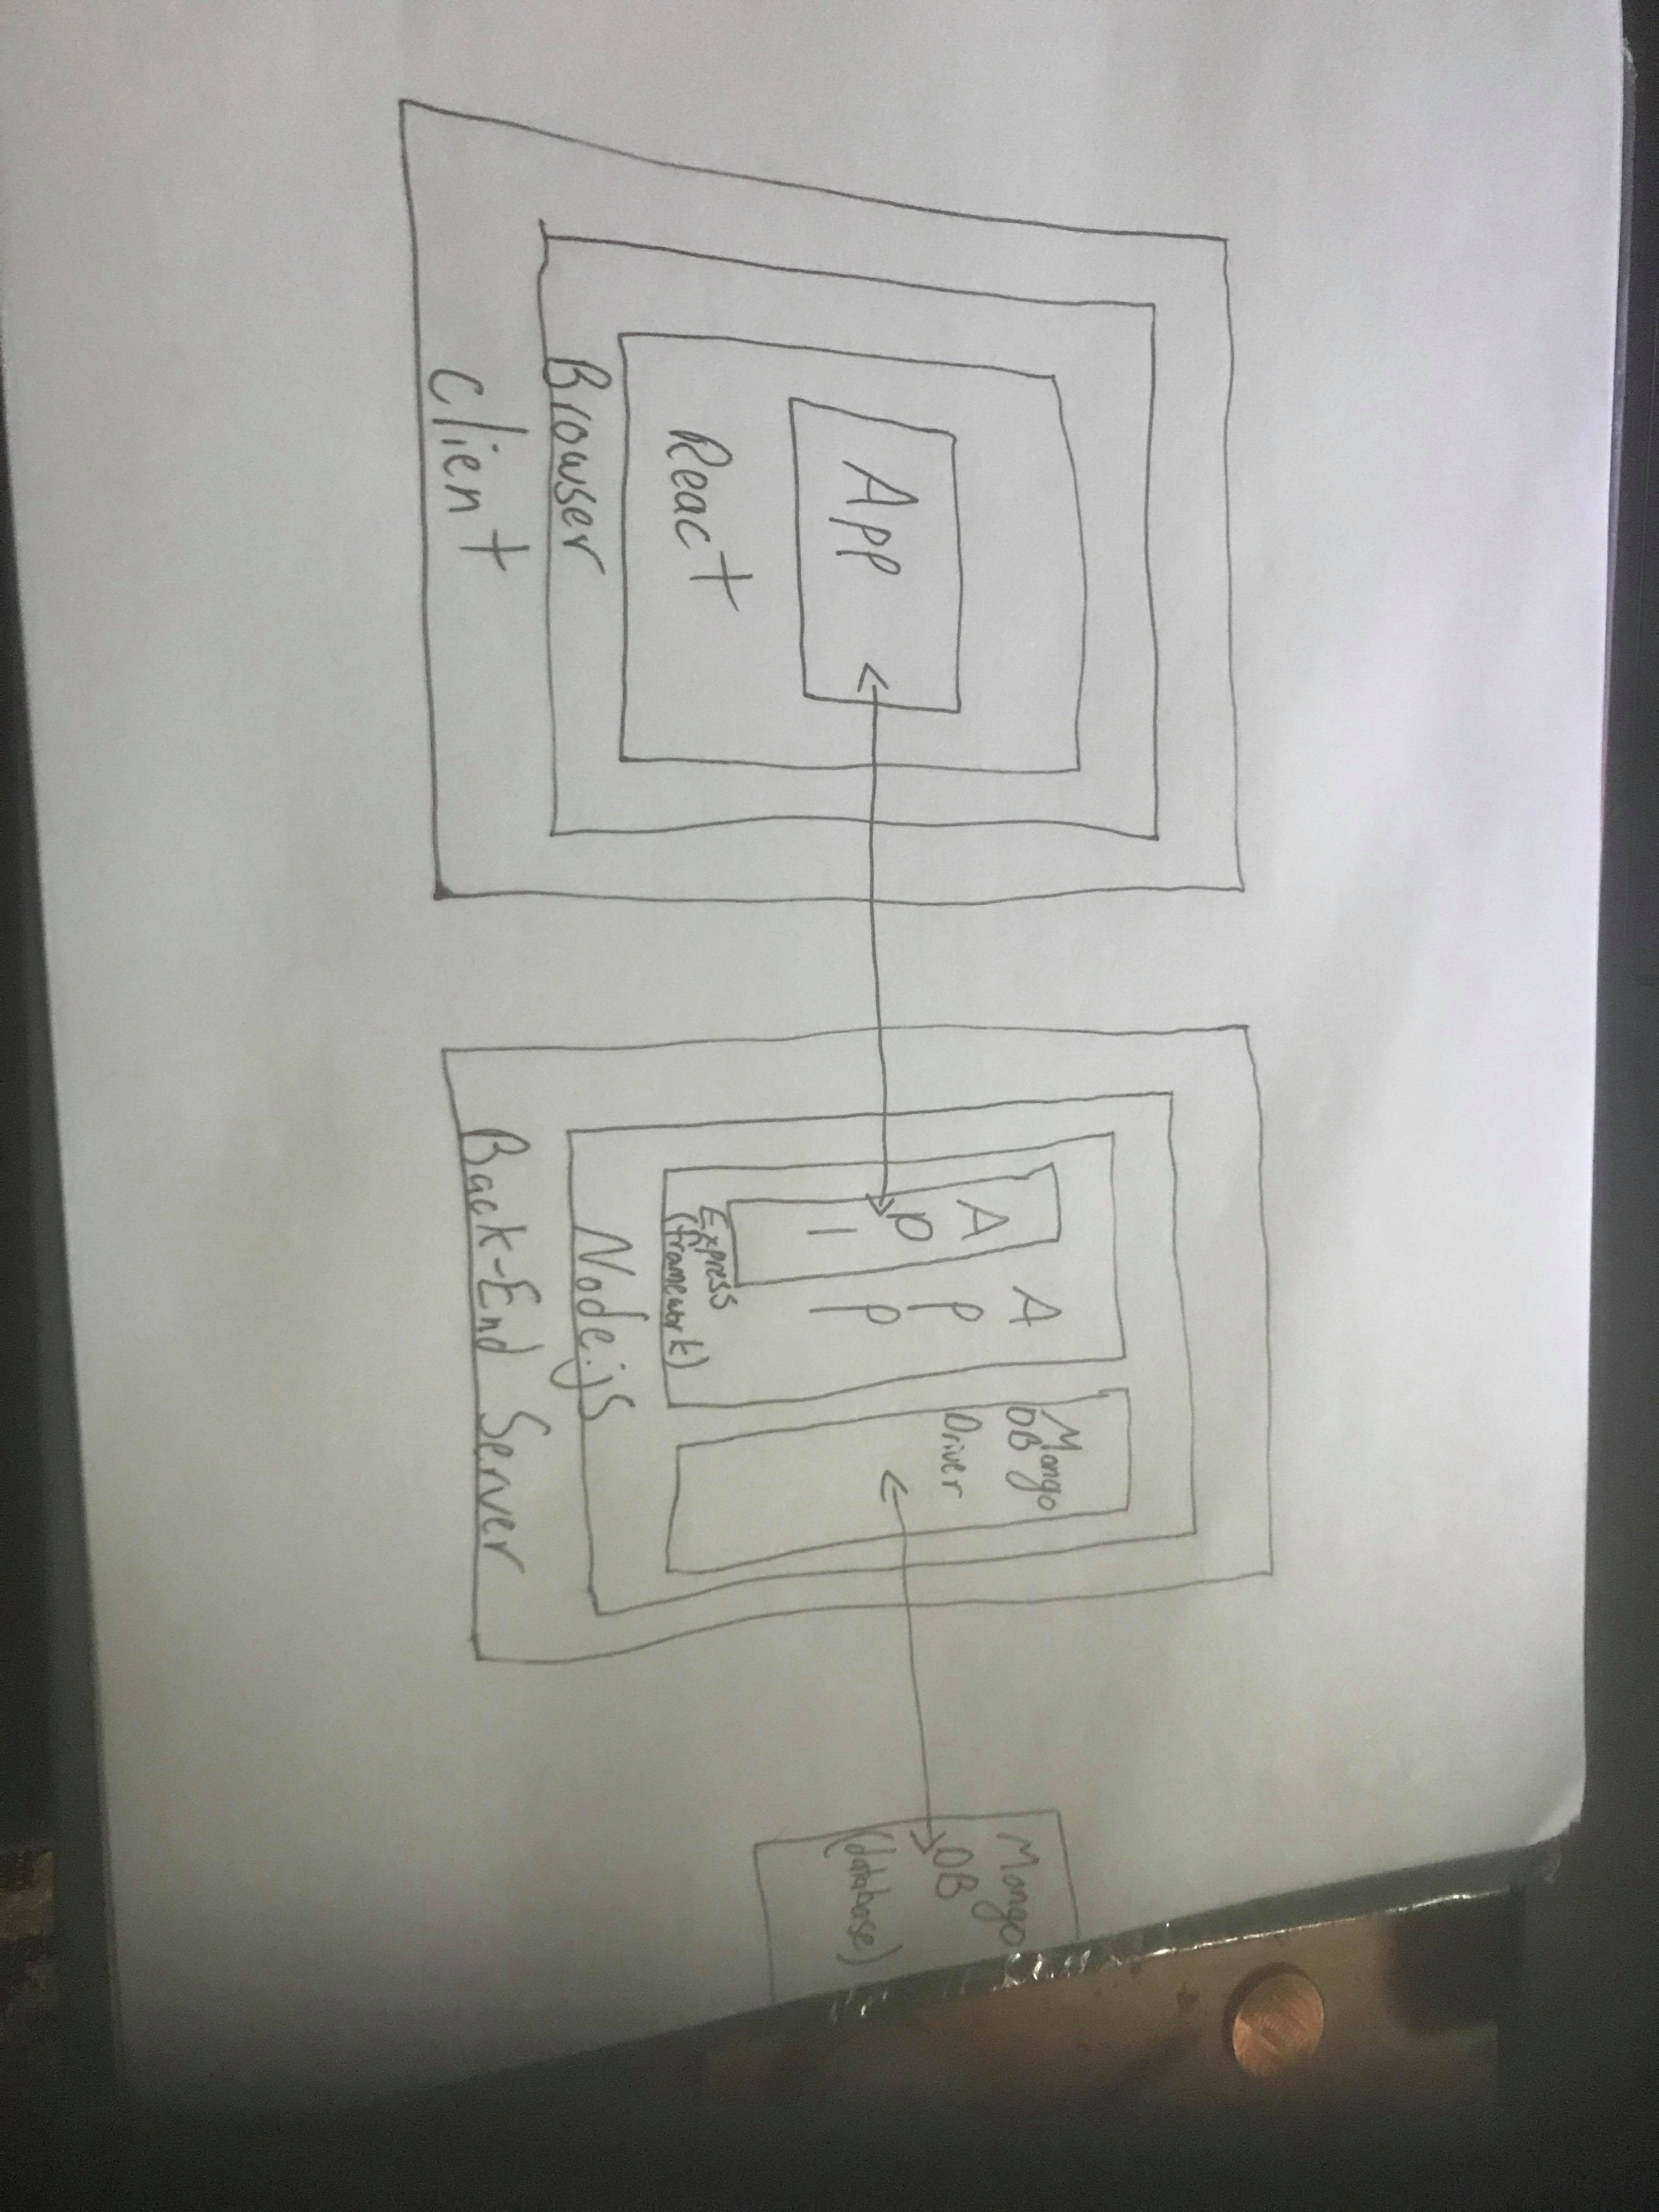 App
React
Browser
Client
A
P
I
A
P
P
Express
(framework)
Mongo
DB
Driver
Node.js
Back-End Server
Mongo
DB
(database)